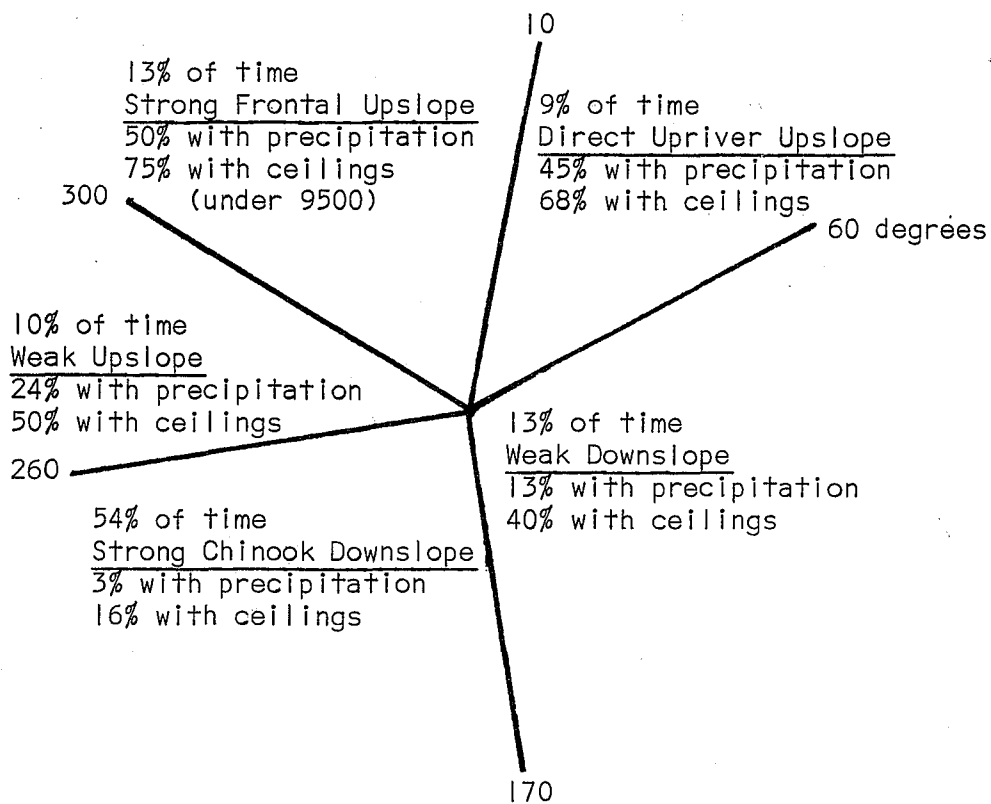 10
13% of time
Strong Frontal Upslope
50% with precipitation
75% with ceilings
(under 9500)
9% of time
Direct Upriver Upslope
45% with precipitation
68% with ceilings
300
60 degrees
10% of time
Weak Upslope
24% with precipitation
50% with ceilings
260
13% of time
Weak Downslope
13% with precipitation
40% with ceilings
54% of time
Strong Chinook Downslope
3% with precipitation
16% with ceilings
170